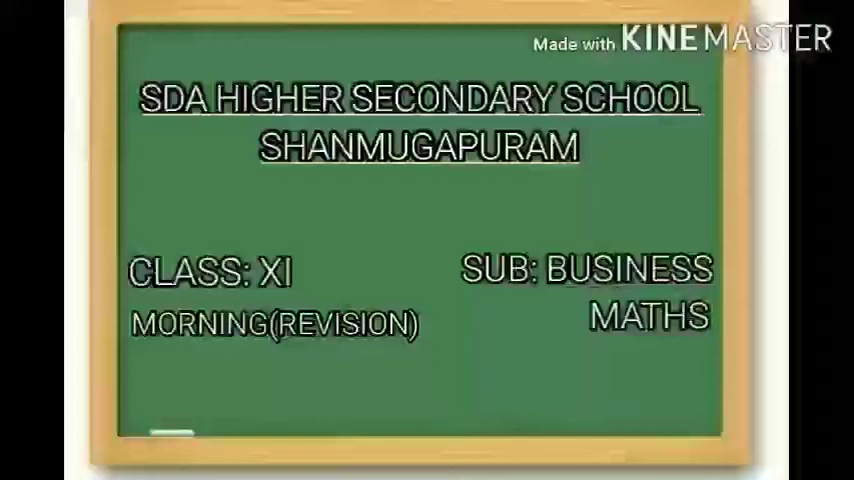 Made with KINEMASTER
SDA HIGHER SECONDARY SCHOOL
SHANMUGAPURAM
CLASS: XI
SUB: BUSINESS
MATHS
MORNING(REVISION)